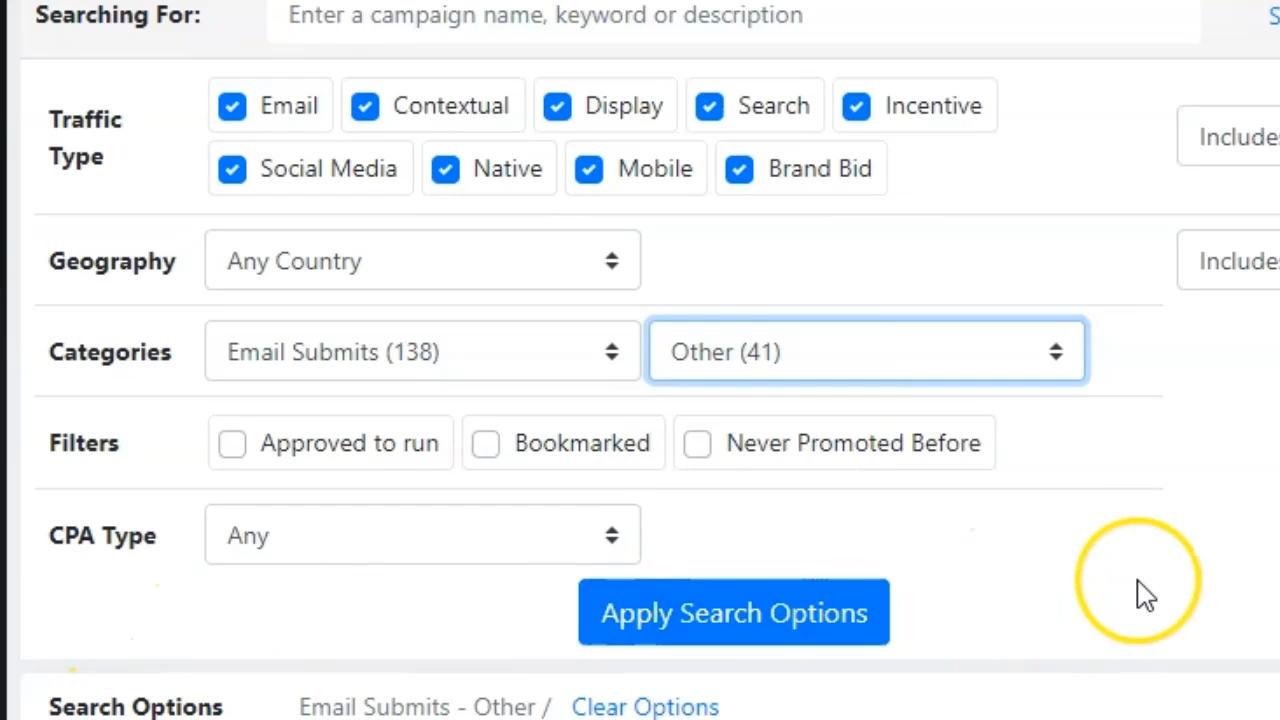 Searching For: Enter a campaign name, keyword or description S
Traffic Type
Email Contextual Display Search Incentive
Social Media Native Mobile Brand Bid
Include
Geography Any Country Include
Categories Email Submits (138) Other (41)
Filters Approved to run Bookmarked Never Promoted Before
CPA Type Any
Apply Search Options
Search Options Email Submits - Other / Clear Options